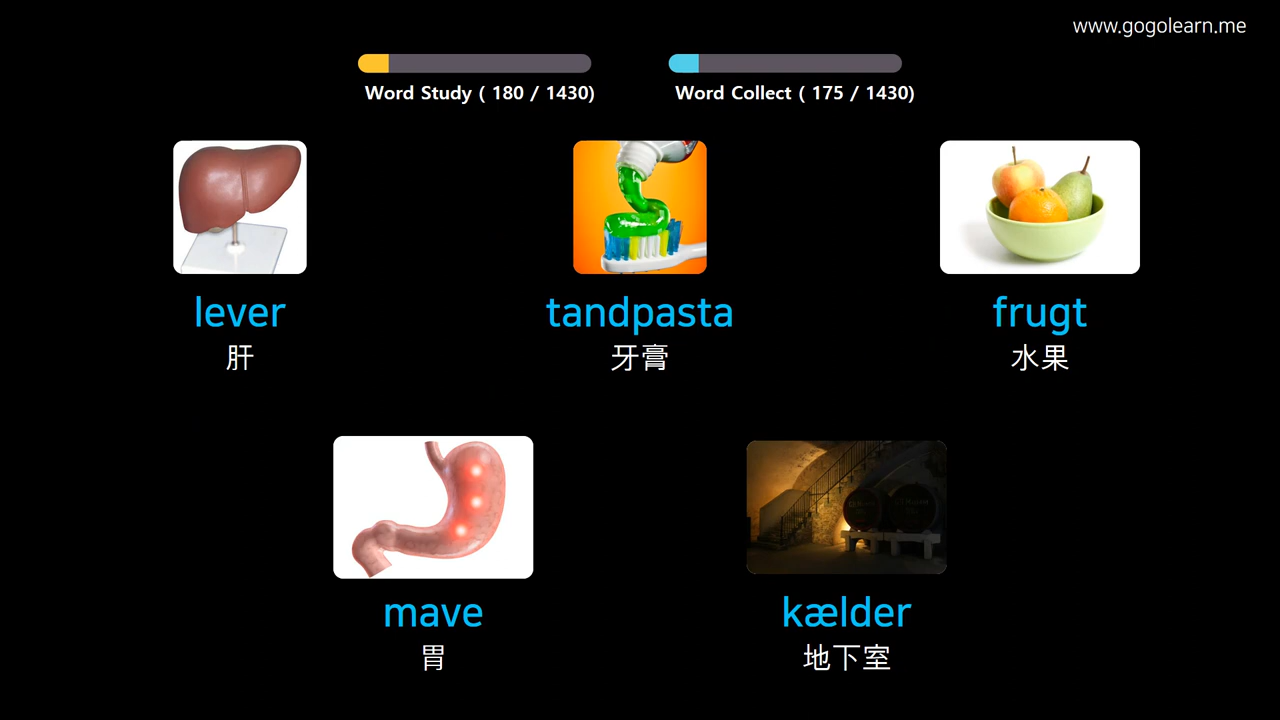 www.gogolearn.me
Word Study ( 180 / 1430)
Word Collect ( 175 / 1430)
lever
肝
tandpasta
牙膏
frugt
水果
mave
胃
kælder
地下室